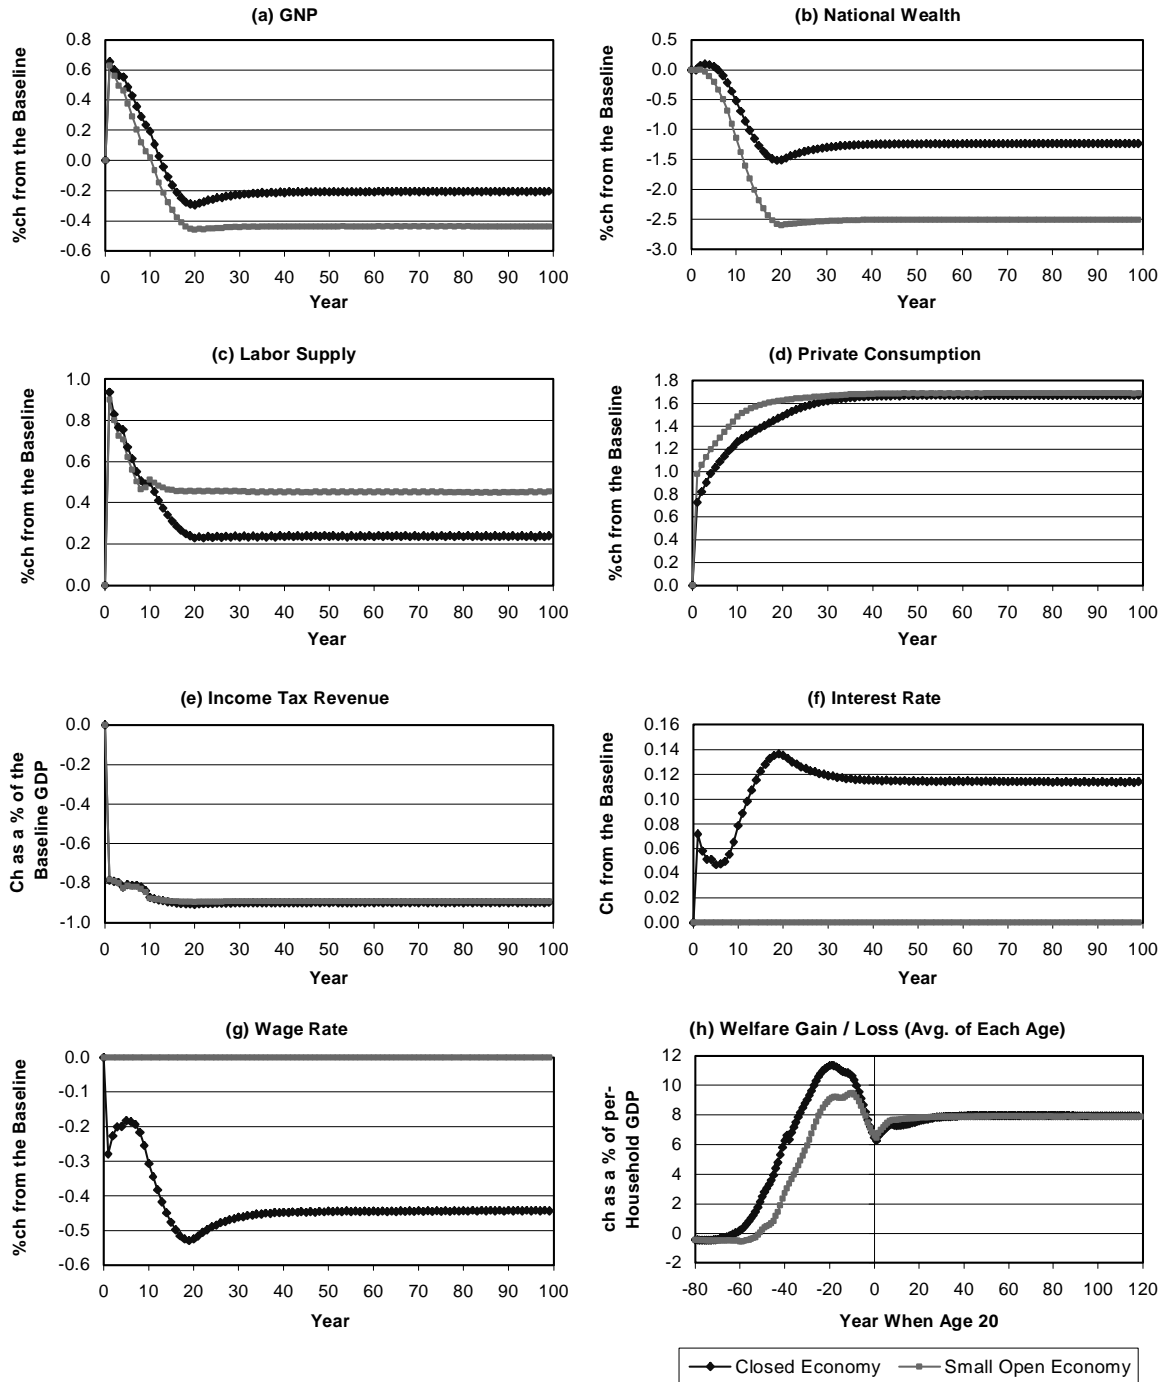 (a) GNP
%ch from the Baseline
0.8
0.6
0.4
0.2
0.0
-0.2
-0.4
-0.6
0 10 20 30 40 50 60 70 80 90 100
Year
(b) National Wealth
%ch from the Baseline
0.5
0.0
-0.5
-1.0
-1.5
-2.0
-2.5
-3.0
0 10 20 30 40 50 60 70 80 90 100
Year
(c) Labor Supply
%ch from the Baseline
1.0
0.8
0.6
0.4
0.2
0.0
0 10 20 30 40 50 60 70 80 90 100
Year
(d) Private Consumption
%ch from the Baseline
1.8
1.6
1.4
1.2
1.0
0.8
0.6
0.4
0.2
0.0
0 10 20 30 40 50 60 70 80 90 100
Year
(e) Income Tax Revenue
Ch as a % of the
Baseline GDP
0.0
-0.2
-0.4
-0.6
-0.8
-1.0
0 10 20 30 40 50 60 70 80 90 100
Year
(f) Interest Rate
Ch from the Baseline
0.16
0.14
0.12
0.10
0.08
0.06
0.04
0.02
0.00
0 10 20 30 40 50 60 70 80 90 100
Year
(g) Wage Rate
%ch from the Baseline
0.0
-0.1
-0.2
-0.3
-0.4
-0.5
-0.6
0 10 20 30 40 50 60 70 80 90 100
Year
(h) Welfare Gain / Loss (Avg. of Each Age)
ch as a % of per-
Household GDP
12
10
8
6
4
2
0
-2
-80 -60 -40 -20 0 20 40 60 80 100 120
Year When Age 20
Closed Economy Small Open Economy